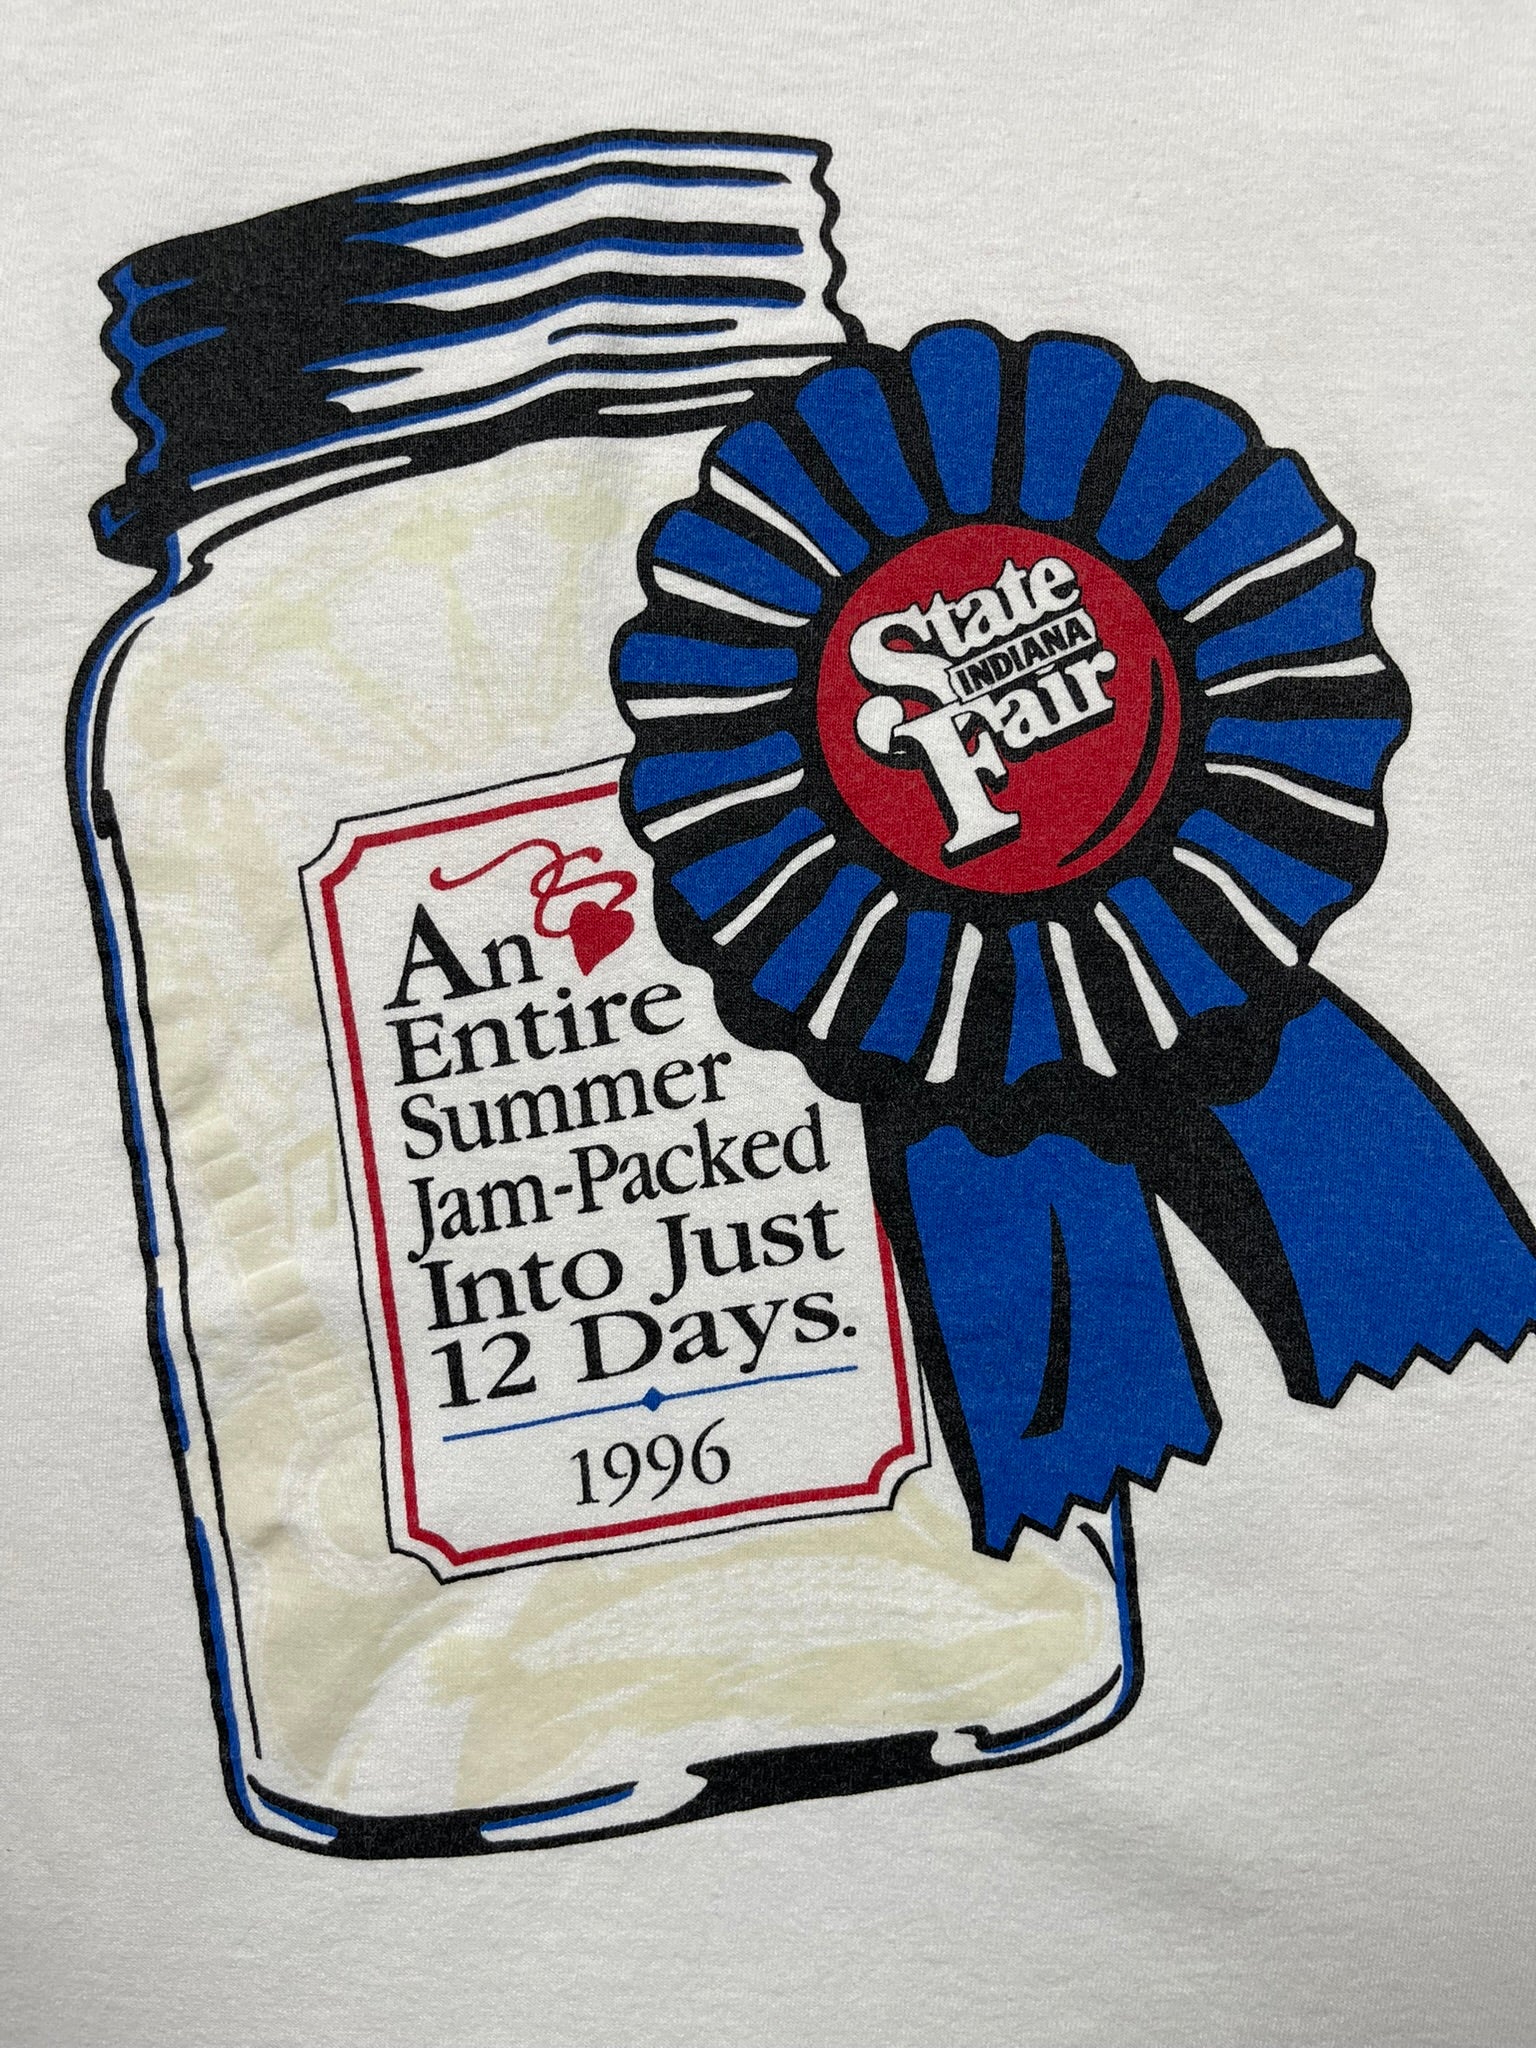 State
INDIANA
Fair
An
Entire
Summer
Jam-Packed
Into Just
12 Days.
1996